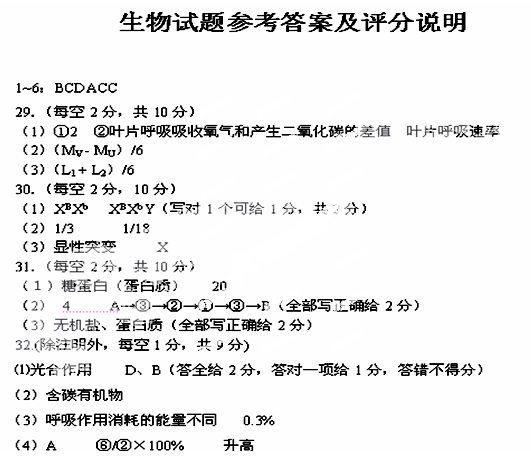 生物试题参考答案及评分说明
1~6：BCDACC
29．（每空 2 分，共 10 分）
（1）①2 ②叶片呼吸吸收氧气和产生二氧化碳的差值 叶片呼吸速率
（2）（Mv - Mu）/6
（3）（L₁ + L₂）/6
30．（每空 2 分，10 分）
（1）XᴮXᵇ XᴮXᵇY（写对 1 个可给 1 分，共 2 分）
（2）1/3 1/18
（3）显性突变 X
31．（每空 2 分，共 10 分）
（1）糖蛋白（蛋白质） 20
（2） 4 A→③→②→①→③→B（全部写正确给 2 分）
（3）无机盐、蛋白质（全部写正确给 2 分）
32.(除注明外，每空 1 分，共 9 分)
(1)光合作用 D、B（答全给 2 分，答对一项给 1 分，答错不得分）
（2）含碳有机物
（3）呼吸作用消耗的能量不同 0.3%
（4）A ⑥/②×100% 升高